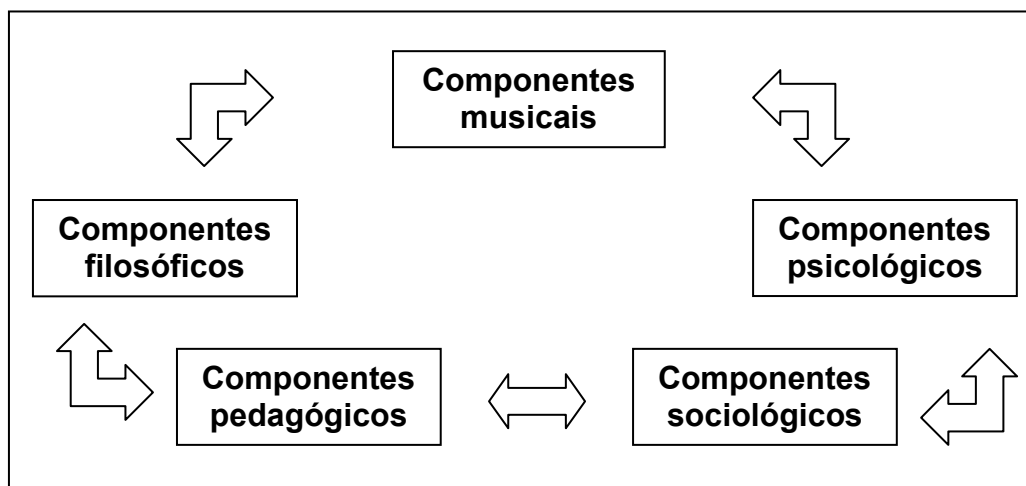 Componentes
musicais
Componentes
filosóficos
Componentes
psicológicos
Componentes
pedagógicos
Componentes
sociológicos